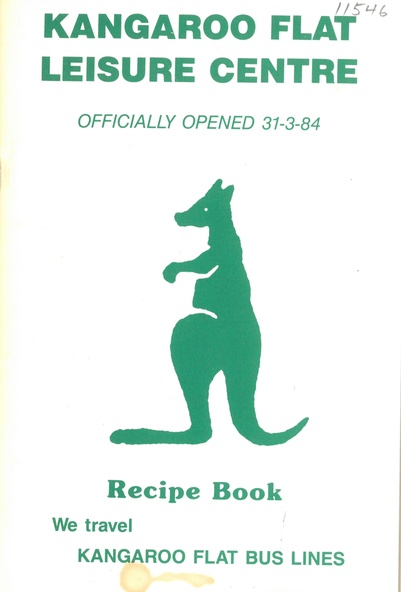 11546
KANGAROO FLAT
LEISURE CENTRE
OFFICIALLY OPENED 31-3-84
Recipe Book
We travel
KANGAROO FLAT BUS LINES